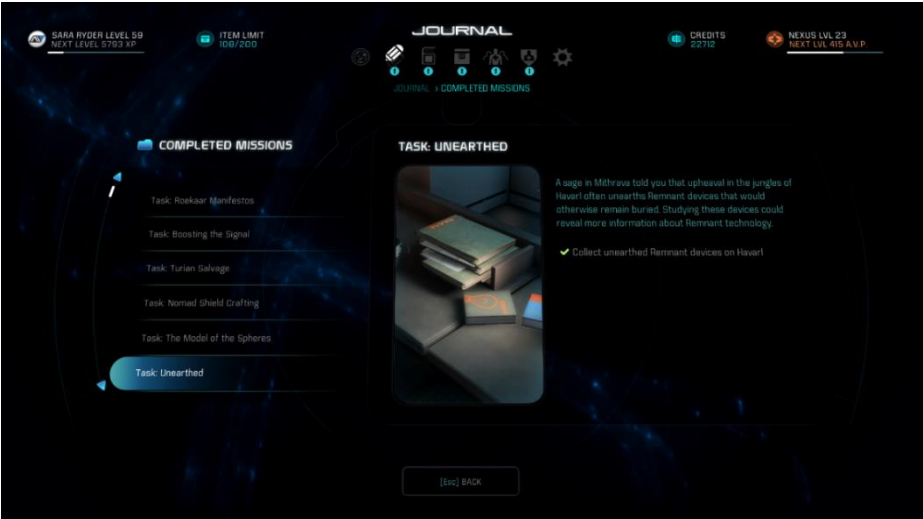 JOURNAL
SARA RYDER LEVEL 59
NEXT LEVEL 5793 XP
ITEM LIMIT
108/200
CREDITS
22712
NEXUS LVL 23
NEXT LVL 415 A.V.P.
JOURNAL › COMPLETED MISSIONS
COMPLETED MISSIONS
Task: Roekaar Manifestos
Task: Boosting the Signal
Task: Turian Salvage
Task: Nomad Shield Crafting
Task: The Model of the Spheres
Task: Unearthed
TASK: UNEARTHED
A sage in Mithrava told you that upheaval in the jungles of
Havarl often unearths Remnant devices that would
otherwise remain buried. Studying these devices could
reveal more information about Remnant technology.
Collect unearthed Remnant devices on Havarl
[Esc] BACK